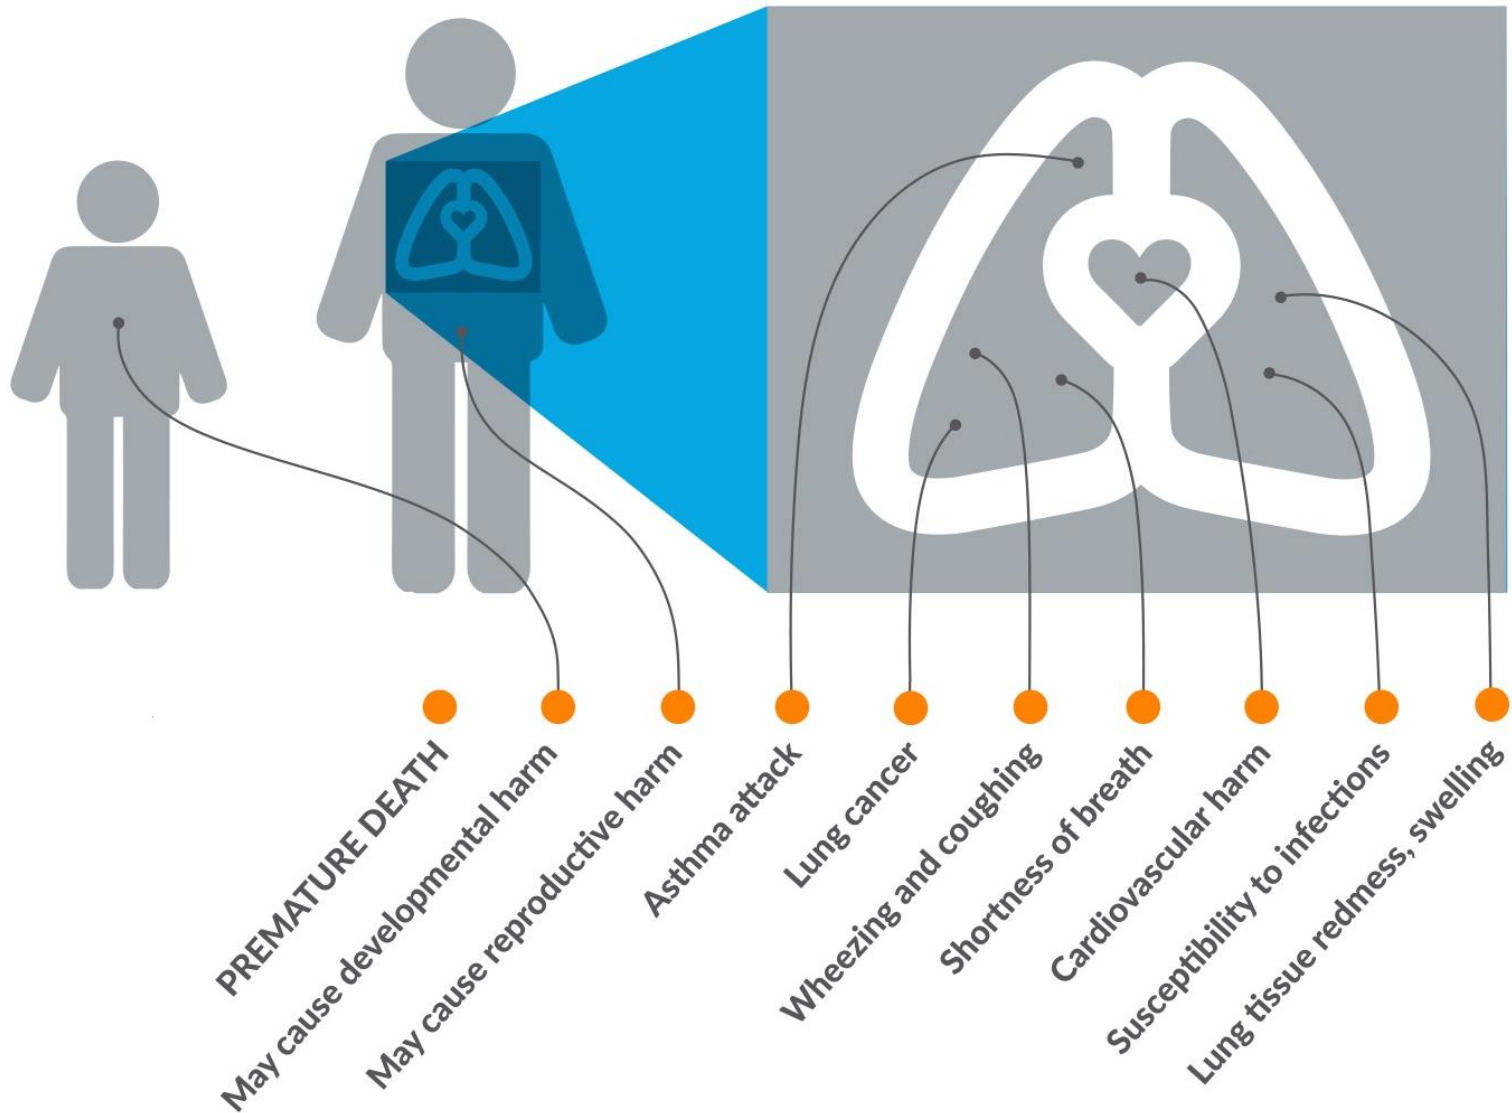 PREMATURE DEATH
May cause developmental harm
May cause reproductive harm
Asthma attack
Lung cancer
Wheezing and coughing
Shortness of breath
Cardiovascular harm
Susceptibility to infections
Lung tissue redmess, swelling